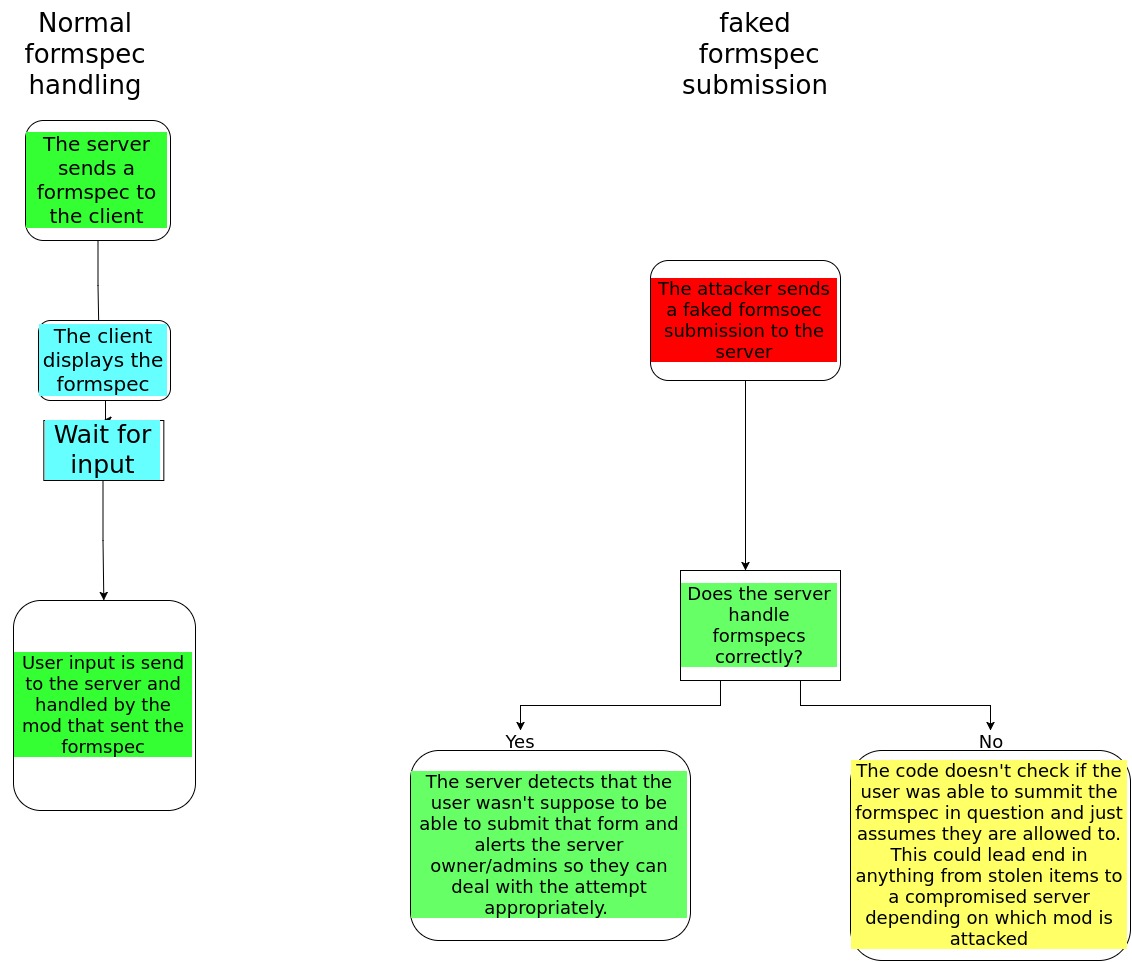 Normal
formspec
handling
faked
formspec
submission
The server
sends a
formspec to
the client
The client
displays the
formspec
Wait for
input
User input is send
to the server and
handled by the
mod that sent the
formspec
The attacker sends
a faked formsoec
submission to the
server
Does the server
handle
formspecs
correctly?
Yes
No
The server detects that the
user wasn't suppose to be
able to submit that form and
alerts the server
owner/admins so they can
deal with the attempt
appropriately.
The code doesn't check if the
user was able to summit the
formspec in question and just
assumes they are allowed to.
This could lead end in
anything from stolen items to
a compromised server
depending on which mod is
attacked